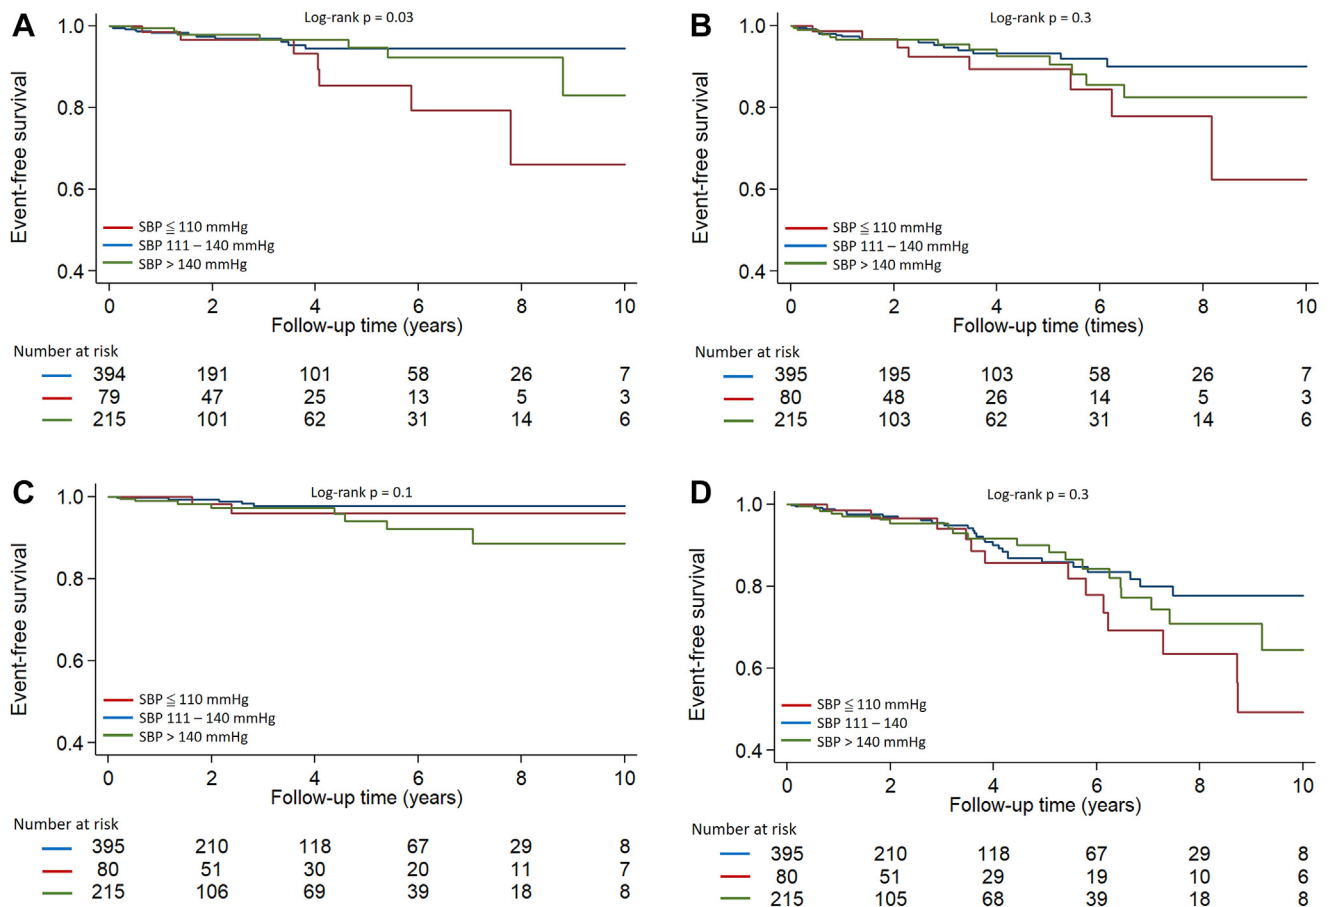 A
Log-rank p = 0.03
1.0
0.8
0.6
0.4
Event-free survival
SBP ≦ 110 mmHg
SBP 111 – 140 mmHg
SBP > 140 mmHg
0 2 4 6 8 10
Follow-up time (years)
Number at risk
394 191 101 58 26 7
79 47 25 13 5 3
215 101 62 31 14 6
B
Log-rank p = 0.3
1.0
0.8
0.6
0.4
Event-free survival
SBP ≦ 110 mmHg
SBP 111 – 140 mmHg
SBP > 140 mmHg
0 2 4 6 8 10
Follow-up time (times)
Number at risk
395 195 103 58 26 7
80 48 26 14 5 3
215 103 62 31 14 6
C
Log-rank p = 0.1
1.0
0.8
0.6
0.4
Event-free survival
SBP ≦ 110 mmHg
SBP 111 – 140 mmHg
SBP > 140 mmHg
0 2 4 6 8 10
Follow-up time (years)
Number at risk
395 210 118 67 29 8
80 51 30 20 11 7
215 106 69 39 18 8
D
Log-rank p = 0.3
1.0
0.8
0.6
0.4
Event-free survival
SBP ≦ 110 mmHg
SBP 111 – 140
SBP > 140 mmHg
0 2 4 6 8 10
Follow-up time (years)
Number at risk
395 210 118 67 29 8
80 51 29 19 10 6
215 105 68 39 18 8